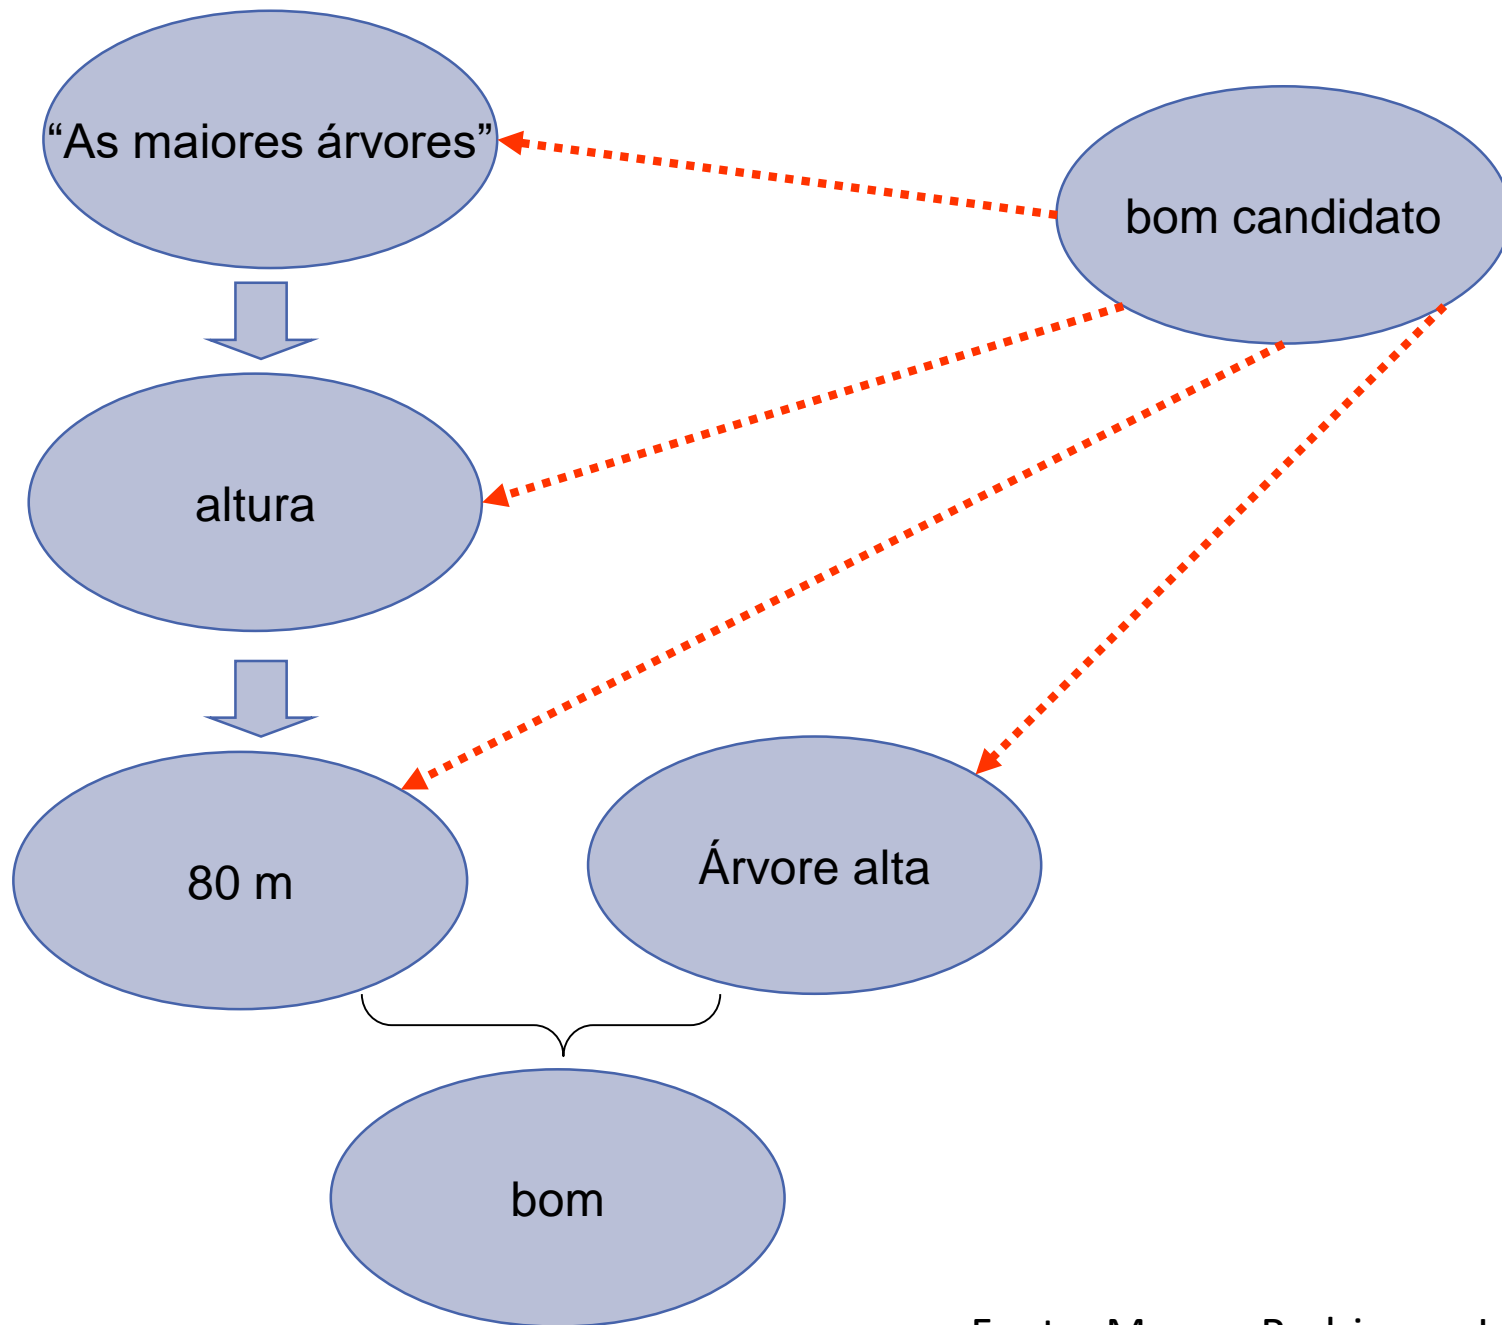 “As maiores árvores”
bom candidato
altura
80 m
Árvore alta
bom